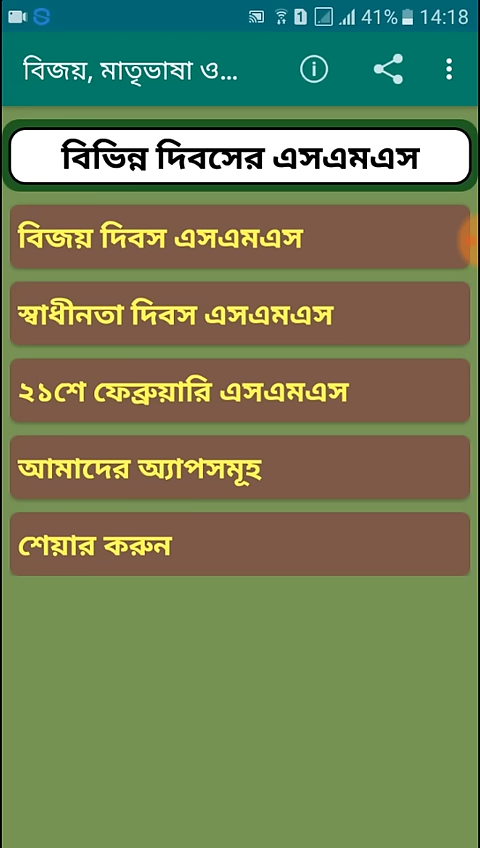 41% 14:18
বিজয়, মাতৃভাষা ও...
বিভিন্ন দিবসের এসএমএস
বিজয় দিবস এসএমএস
স্বাধীনতা দিবস এসএমএস
২১শে ফেব্রুয়ারি এসএমএস
আমাদের অ্যাপসমূহ
শেয়ার করুন